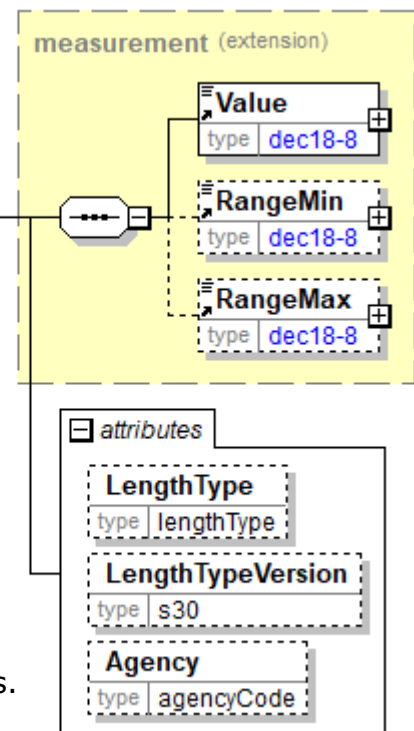 measurement (extension)
Value
type dec18-8
RangeMin
type dec18-8
RangeMax
type dec18-8
attributes
LengthType
type lengthType
LengthTypeVersion
type s30
Agency
s.
type agencyCode